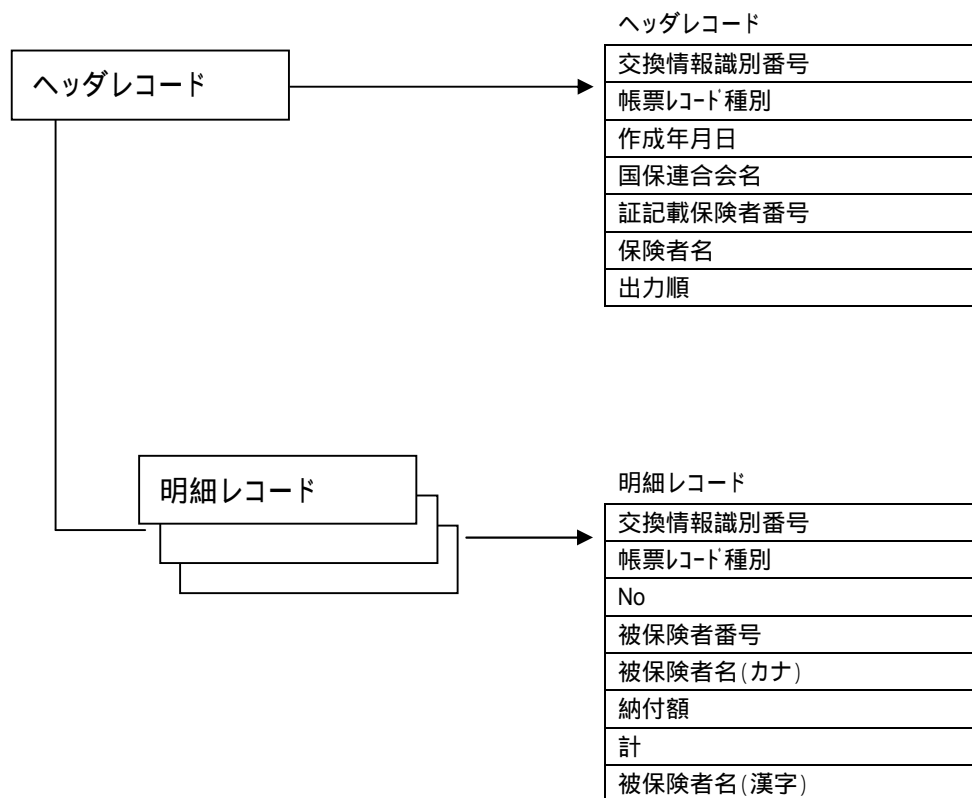 ヘッダレコード
ヘッダレコード
交換情報識別番号
帳票ﾚｺｰﾄﾞ種別
作成年月日
国保連合会名
証記載保険者番号
保険者名
出力順
明細レコード
明細レコード
交換情報識別番号
帳票ﾚｺｰﾄﾞ種別
No
被保険者番号
被保険者名(カナ)
納付額
計
被保険者名(漢字)